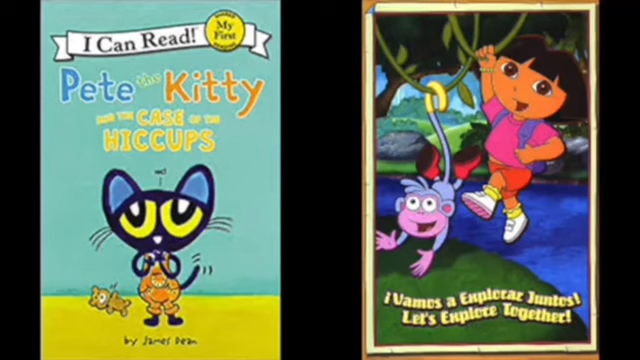 I Can Read!
My
First
Pete the Kitty
AND THE CASE OF THE
HICCUPS
by James Dean
¡Vamos a Explorar Juntos!
Let's Explore Together!